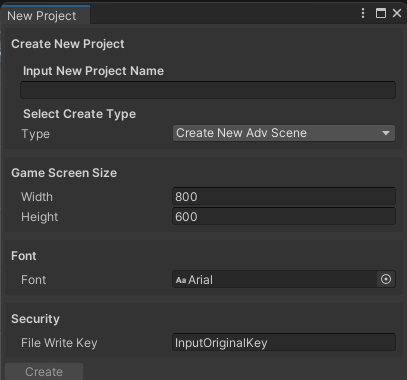 New Project
Create New Project
Input New Project Name
Select Create Type
Type Create New Adv Scene
Game Screen Size
Width 800
Height 600
Font
Font Aa Arial
Security
File Write Key InputOriginalKey
Create